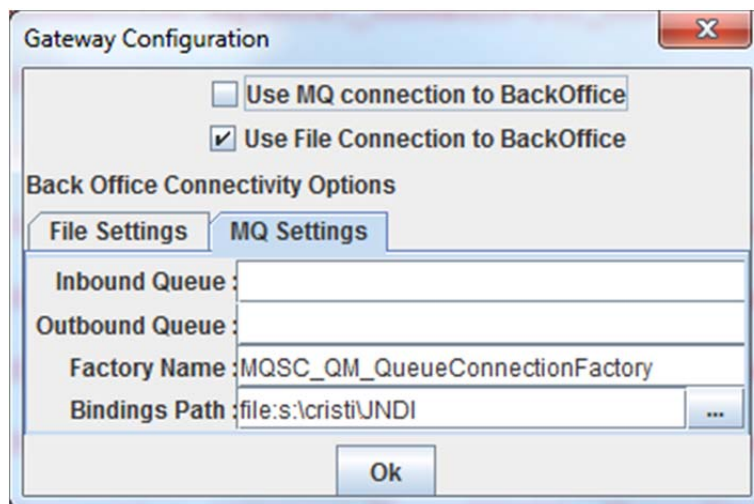 Gateway Configuration
Use MQ connection to BackOffice
Use File Connection to BackOffice
Back Office Connectivity Options
File Settings MQ Settings
Inbound Queue :
Outbound Queue :
Factory Name : MQSC_QM_QueueConnectionFactory
Bindings Path : file:s:\cristi\JNDI ...
Ok